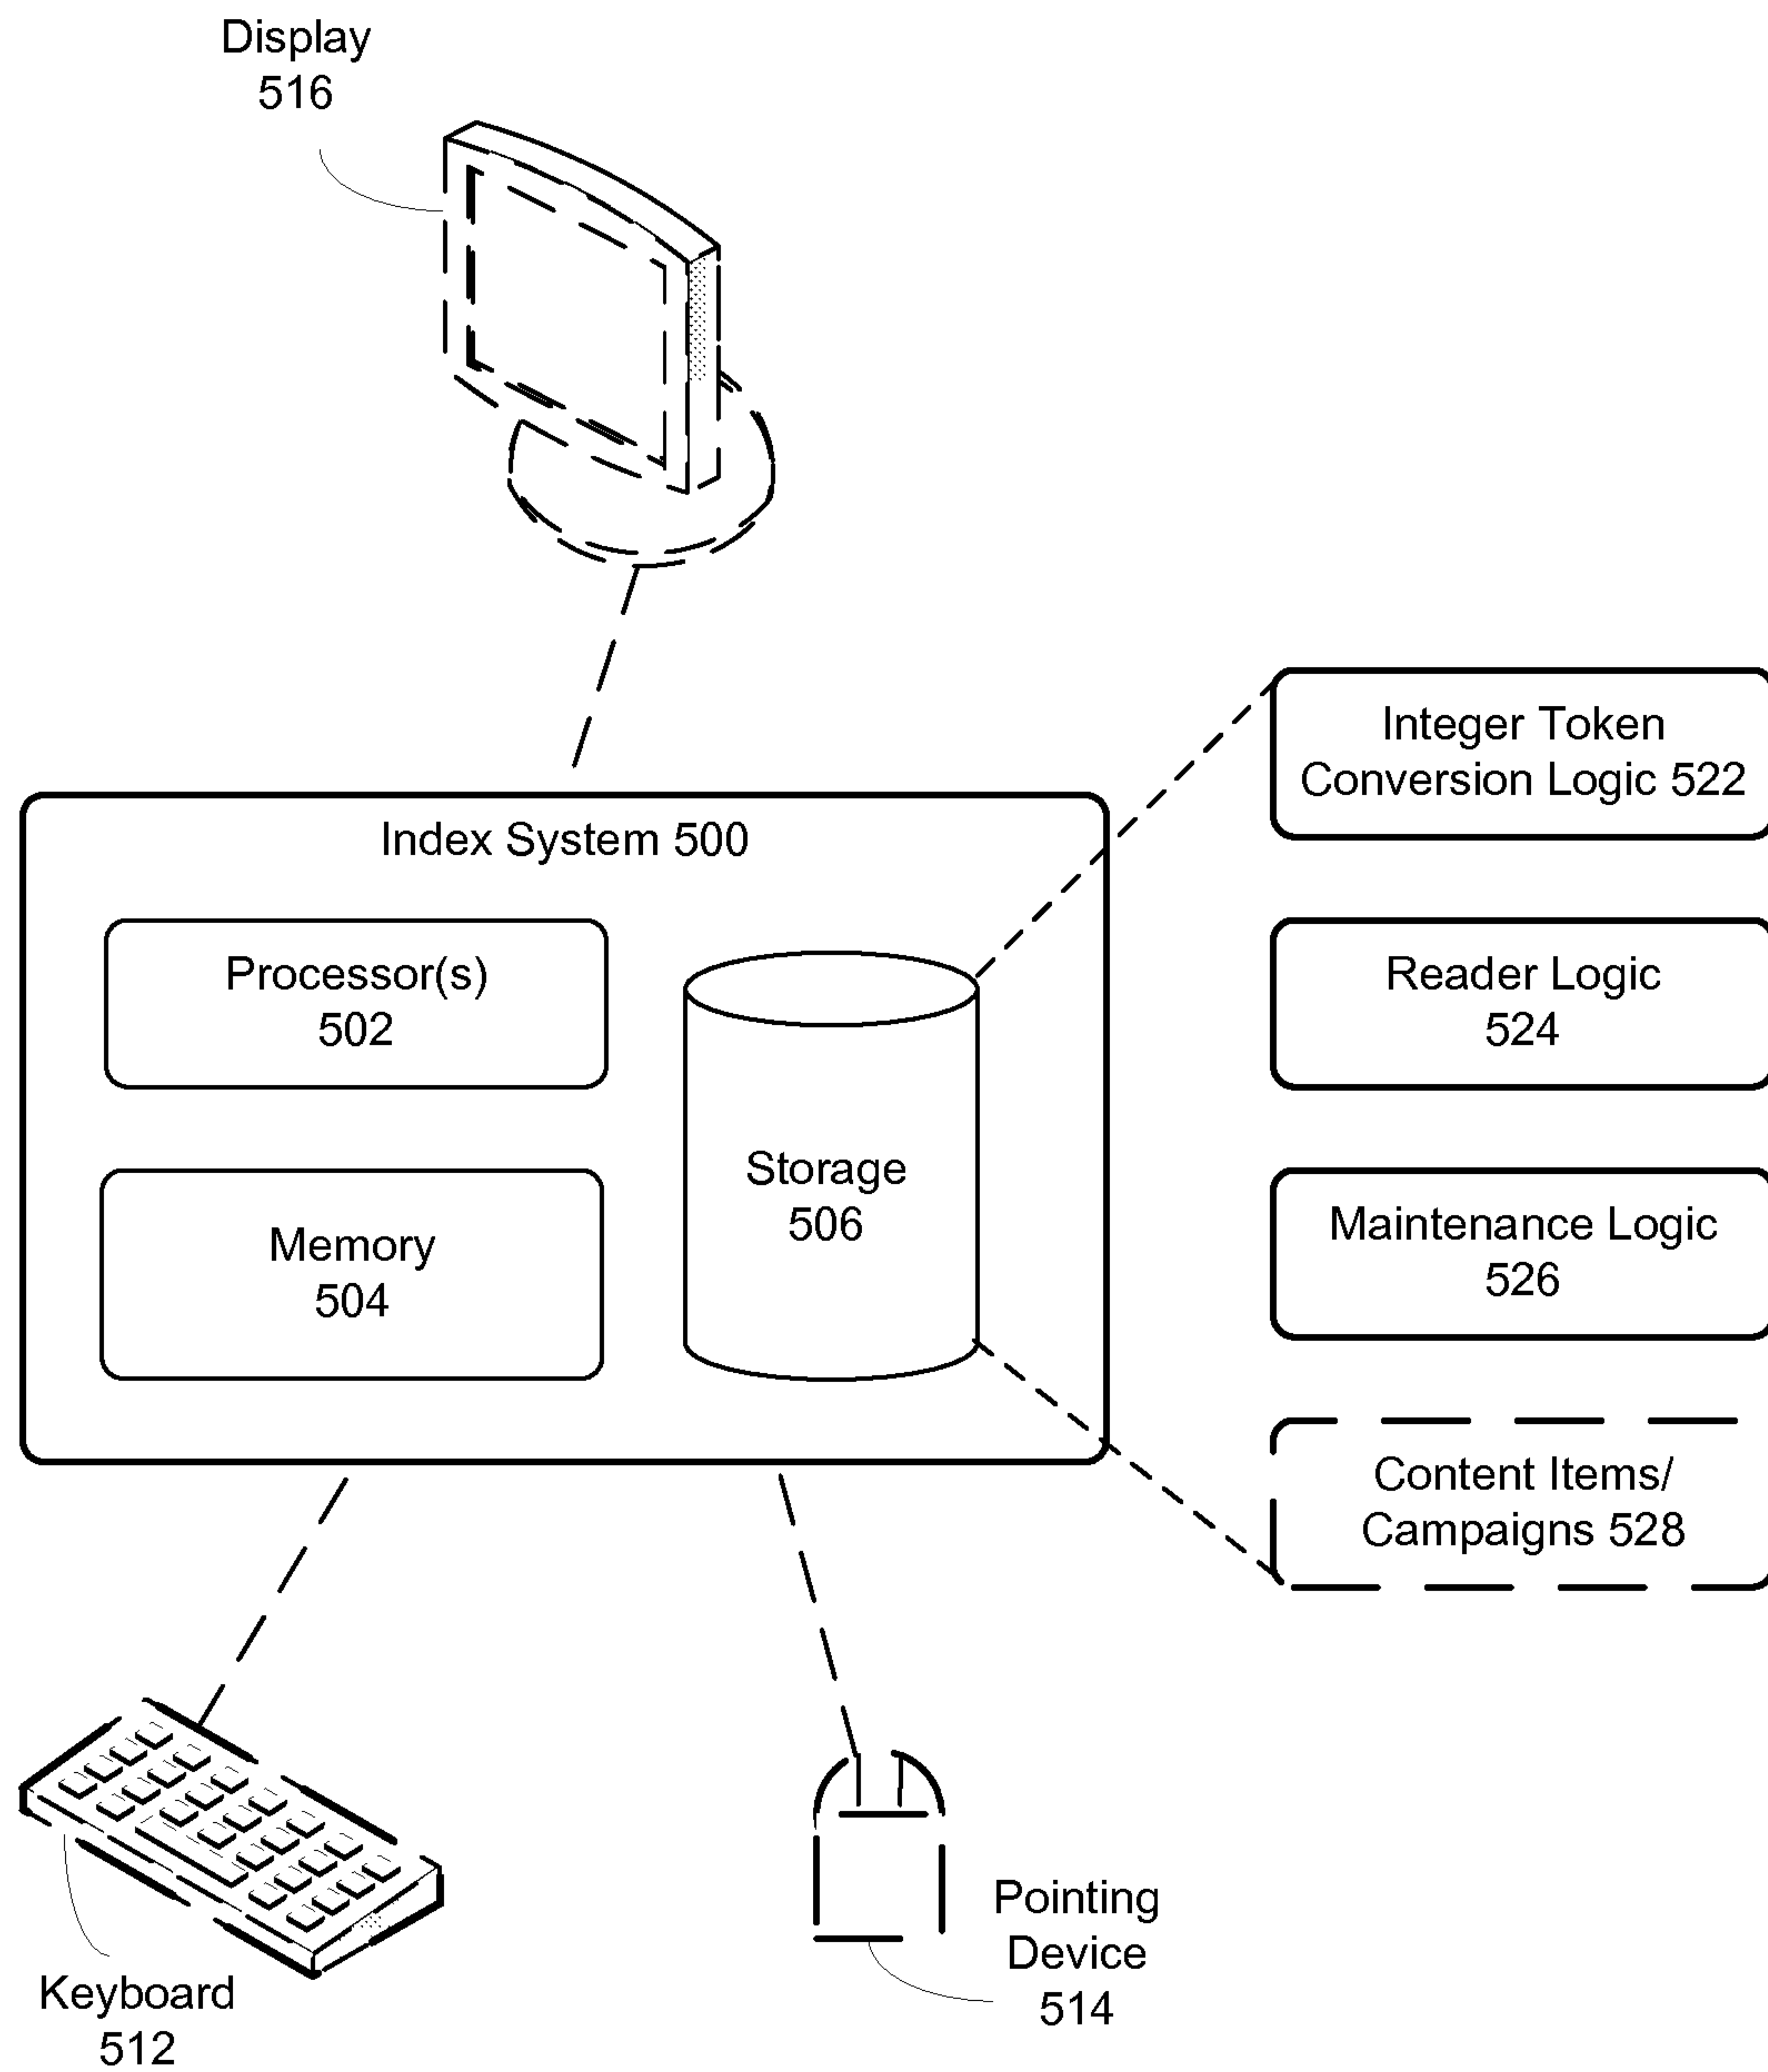 Display
516
Integer Token
Conversion Logic 522
Index System 500
Processor(s)
502
Reader Logic
524
Storage
506
Memory
504
Maintenance Logic
526
Content Items/
Campaigns 528
Pointing
Device
514
Keyboard
512